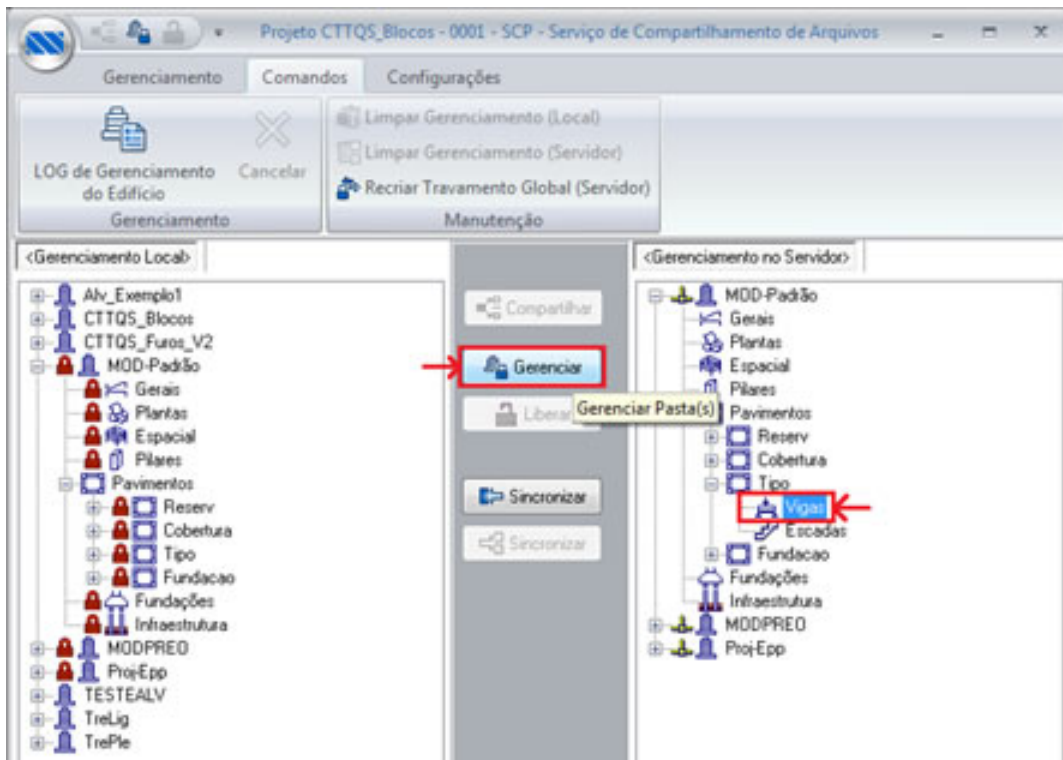 Projeto CTTQS_Blocos - 0001 - SCP - Serviço de Compartilhamento de Arquivos
Gerenciamento Comandos Configurações
LOG de Gerenciamento do Edifício
Cancelar
Limpar Gerenciamento (Local)
Limpar Gerenciamento (Servidor)
Recriar Travamento Global (Servidor)
Gerenciamento Manutenção
<Gerenciamento Local>
Alv_Exemplo1
CTTQS_Blocos
CTTQS_Furos_V2
MOD-Padrão
Gerais
Plantas
Espacial
Pilares
Pavimentos
Reserv
Cobertura
Tipo
Fundacao
Fundações
Infraestrutura
MODPREO
Proj-Epp
TESTEALV
TreLig
TrePle
Compartilhar
Gerenciar
Liberar
Gerenciar Pasta(s)
Sincronizar
Sincronizar
<Gerenciamento no Servidor>
MOD-Padrão
Gerais
Plantas
Espacial
Pilares
Pavimentos
Reserv
Cobertura
Tipo
Vigas
Escadas
Fundacao
Fundações
Infraestrutura
MODPREO
Proj-Epp